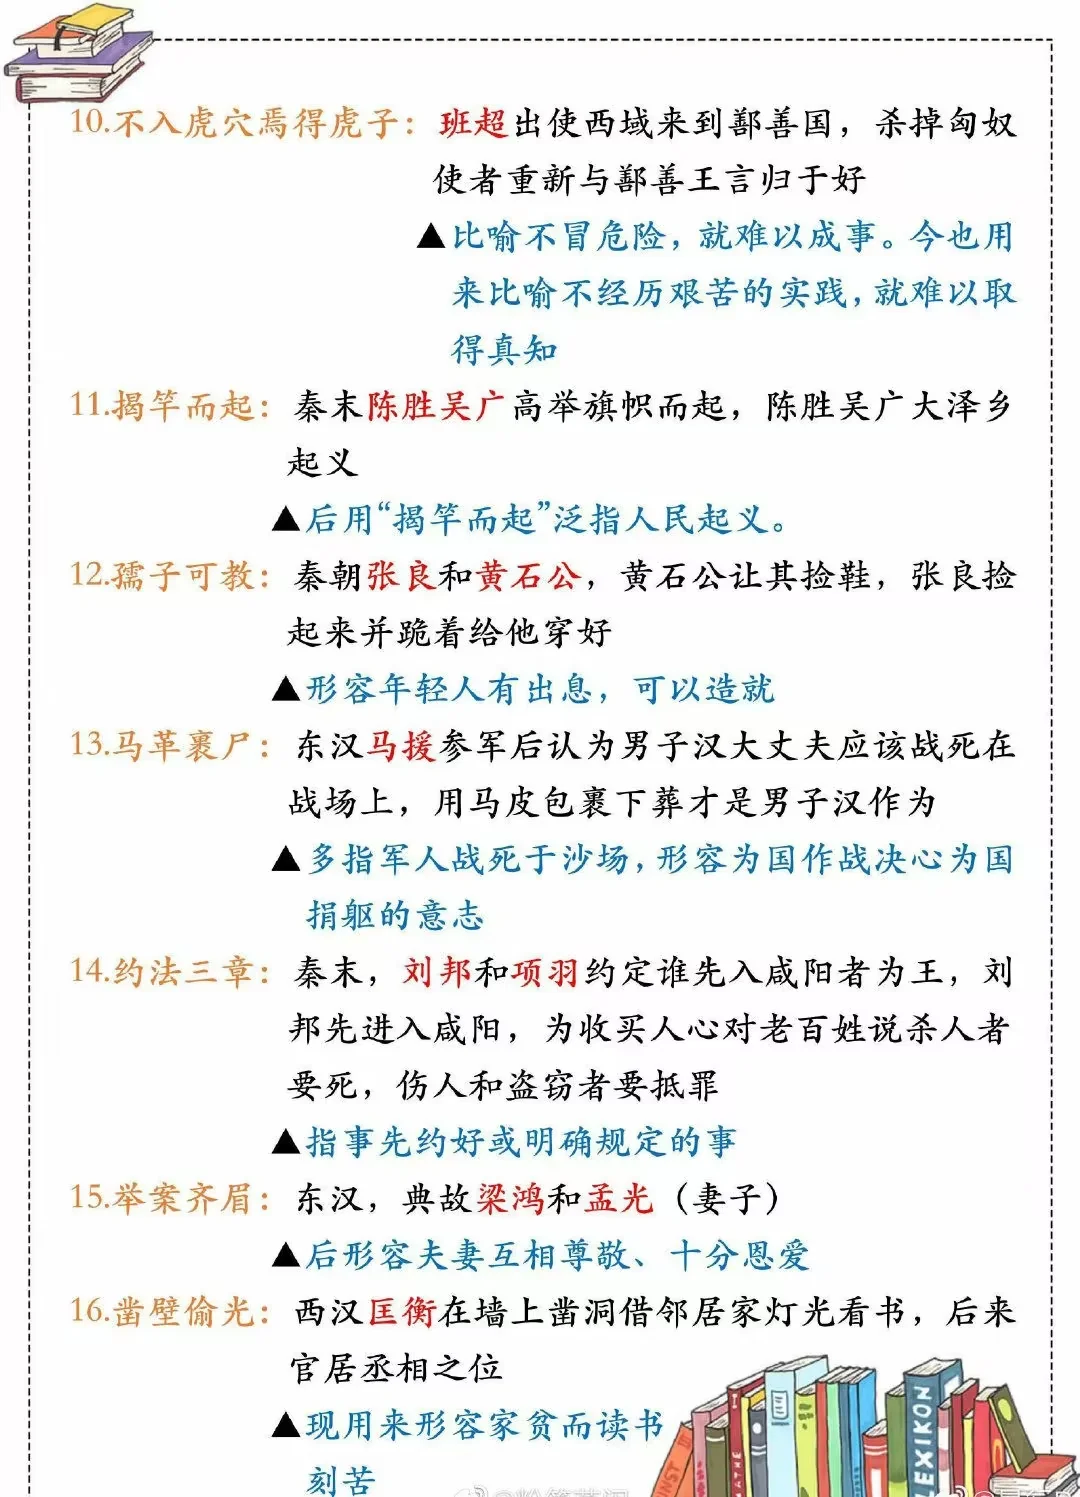 10.不入虎穴焉得虎子：班超出使西域来到鄯善国，杀掉匈奴
使者重新与鄯善王言归于好
▲比喻不冒危险，就难以成事。今也用
来比喻不经历艰苦的实践，就难以取
得真知
11.揭竿而起：秦末陈胜吴广高举旗帜而起，陈胜吴广大泽乡
起义
▲后用“揭竿而起”泛指人民起义。
12.孺子可教：秦朝张良和黄石公，黄石公让其捡鞋，张良捡
起来并跪着给他穿好
▲形容年轻人有出息，可以造就
13.马革裹尸：东汉马援参军后认为男子汉大丈夫应该战死在
战场上，用马皮包裹下葬才是男子汉作为
▲多指军人战死于沙场，形容为国作战决心为国
捐躯的意志
14.约法三章：秦末，刘邦和项羽约定谁先入咸阳者为王，刘
邦先进入咸阳，为收买人心对老百姓说杀人者
要死，伤人和盗窃者要抵罪
▲指事先约好或明确规定的事
15.举案齐眉：东汉，典故梁鸿和孟光（妻子）
▲后形容夫妻互相尊敬、十分恩爱
16.凿壁偷光：西汉匡衡在墙上凿洞借邻居家灯光看书，后来
官居丞相之位
▲现用来形容家贫而读书
刻苦
LEXIKON